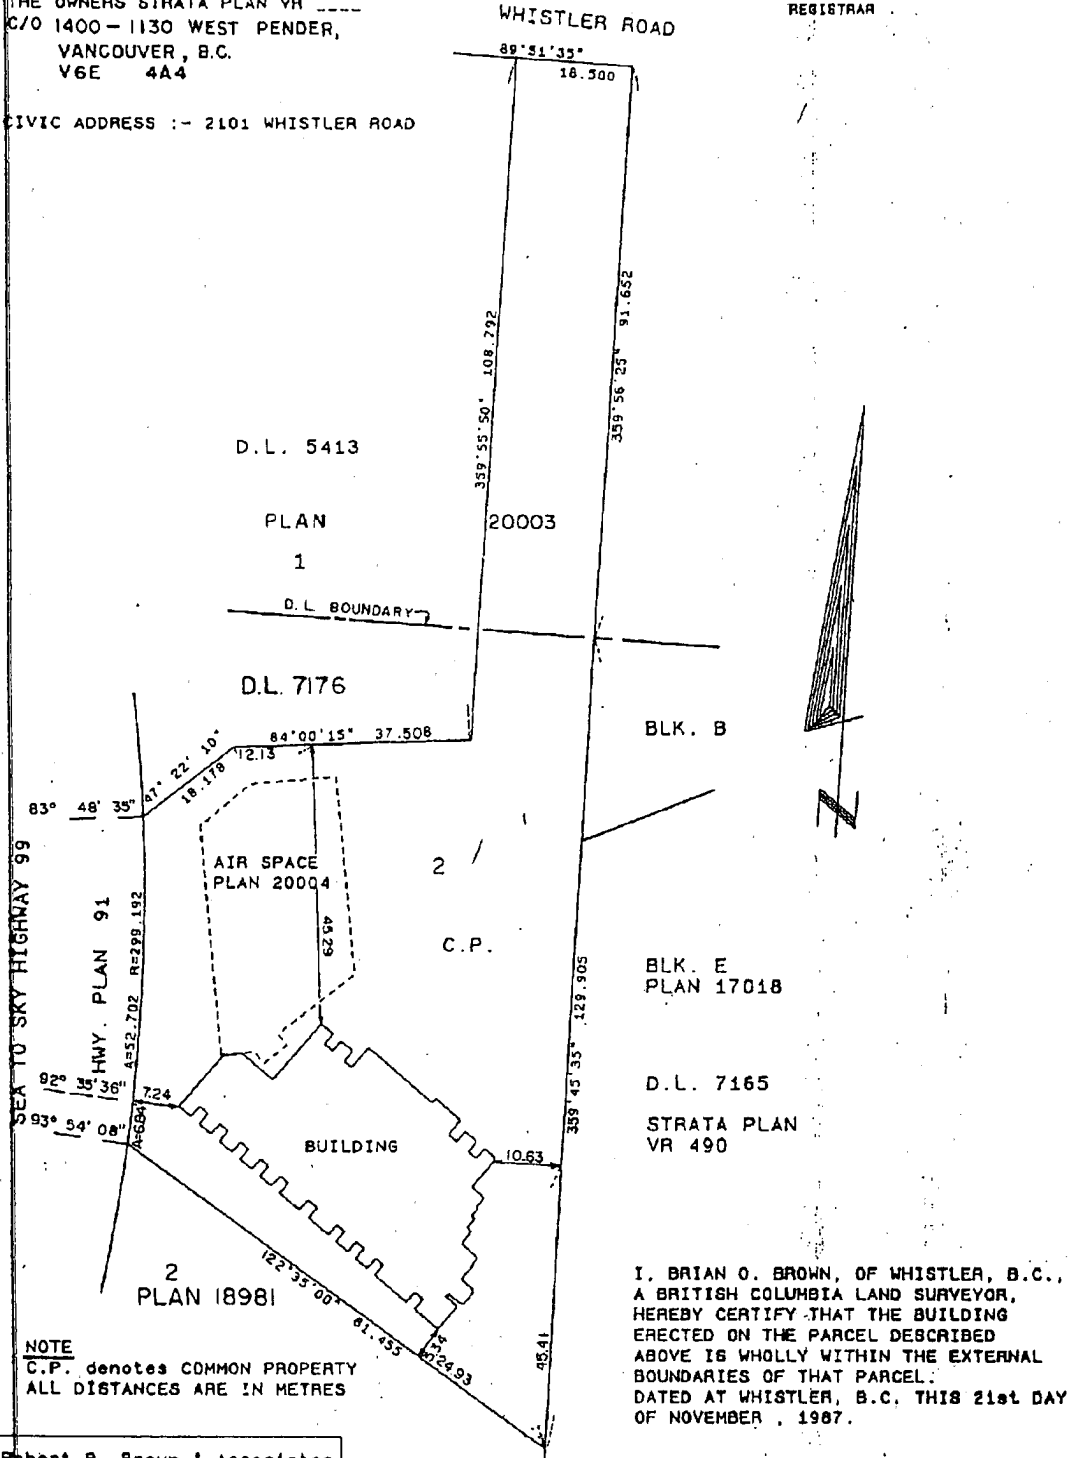 THE OWNERS STRATA PLAN VR ____
C/O 1400 - 1130 WEST PENDER,
VANCOUVER, B.C.
V6E 4A4
CIVIC ADDRESS :- 2101 WHISTLER ROAD
REGISTRAR
WHISTLER ROAD
89°51'35"
18.500
359°55'50" 108.792
359°56'25" 91.652
D.L. 5413
PLAN 20003
1
D.L. BOUNDARY
D.L. 7176
BLK. B
84°00'15" 37.508
12.13
47° 22' 10"
18.178
83° 48' 35"
AIR SPACE
PLAN 20004
45.29
2
C.P.
SEA TO SKY HIGHWAY 99
HWY. PLAN 91
A=52.702 R=299.192
92° 35'36"
7.24
93° 54' 08"
A=6.84
BUILDING
10.63
359°45'35" 129.905
BLK. E
PLAN 17018
D.L. 7165
STRATA PLAN
VR 490
122°35'00"
81.455
24.93
45.41
2
PLAN 18981
NOTE
C.P. denotes COMMON PROPERTY
ALL DISTANCES ARE IN METRES
I, BRIAN O. BROWN, OF WHISTLER, B.C.,
A BRITISH COLUMBIA LAND SURVEYOR,
HEREBY CERTIFY THAT THE BUILDING
ERECTED ON THE PARCEL DESCRIBED
ABOVE IS WHOLLY WITHIN THE EXTERNAL
BOUNDARIES OF THAT PARCEL.
DATED AT WHISTLER, B.C. THIS 21st DAY
OF NOVEMBER , 1987.